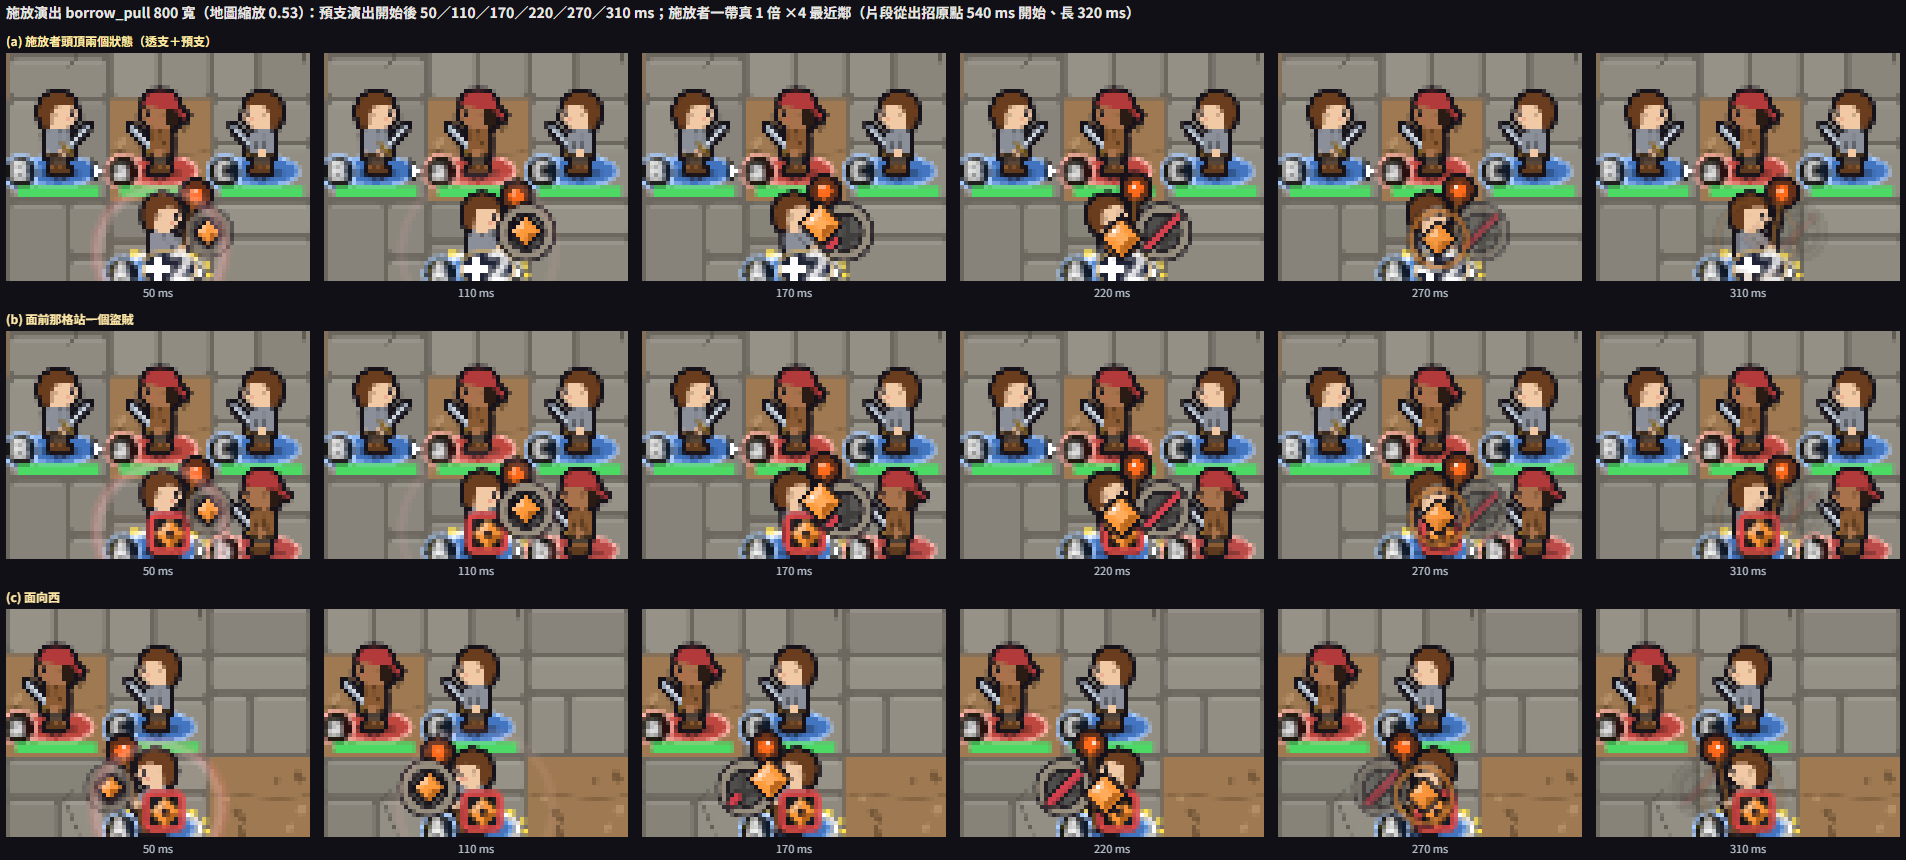 施放演出 borrow_pull 800 寬（地圖縮放 0.53）：預支演出開始後 50／110／170／220／270／310 ms；施放者一帶真 1 倍 ×4 最近鄰（片段從出招原點 540 ms 開始、長 320 ms）
(a) 施放者頭頂兩個狀態（透支＋預支）
+2 +2 +2 +2 +2
50 ms 110 ms 170 ms 220 ms 270 ms 310 ms
(b) 面前那格站一個盜賊
50 ms 110 ms 170 ms 220 ms 270 ms 310 ms
(c) 面向西
50 ms 110 ms 170 ms 220 ms 270 ms 310 ms